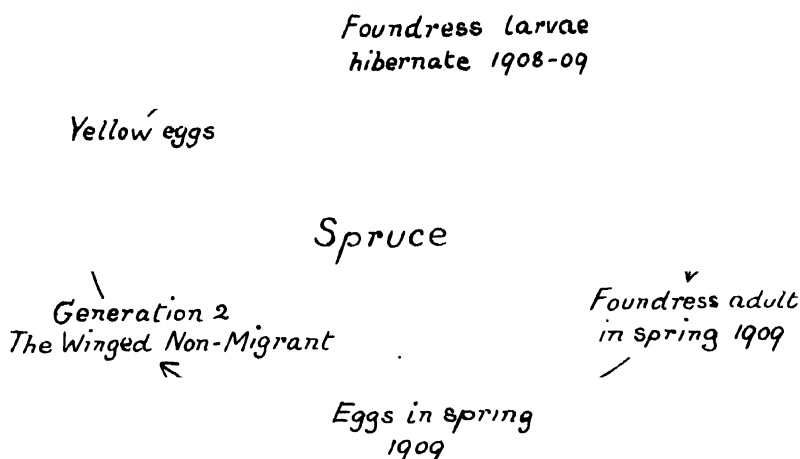 Foundress larvae
hibernate 1908-09
Yellow eggs
Spruce
Generation 2
The Winged Non-Migrant
Foundress adult
in spring 1909
Eggs in spring
1909